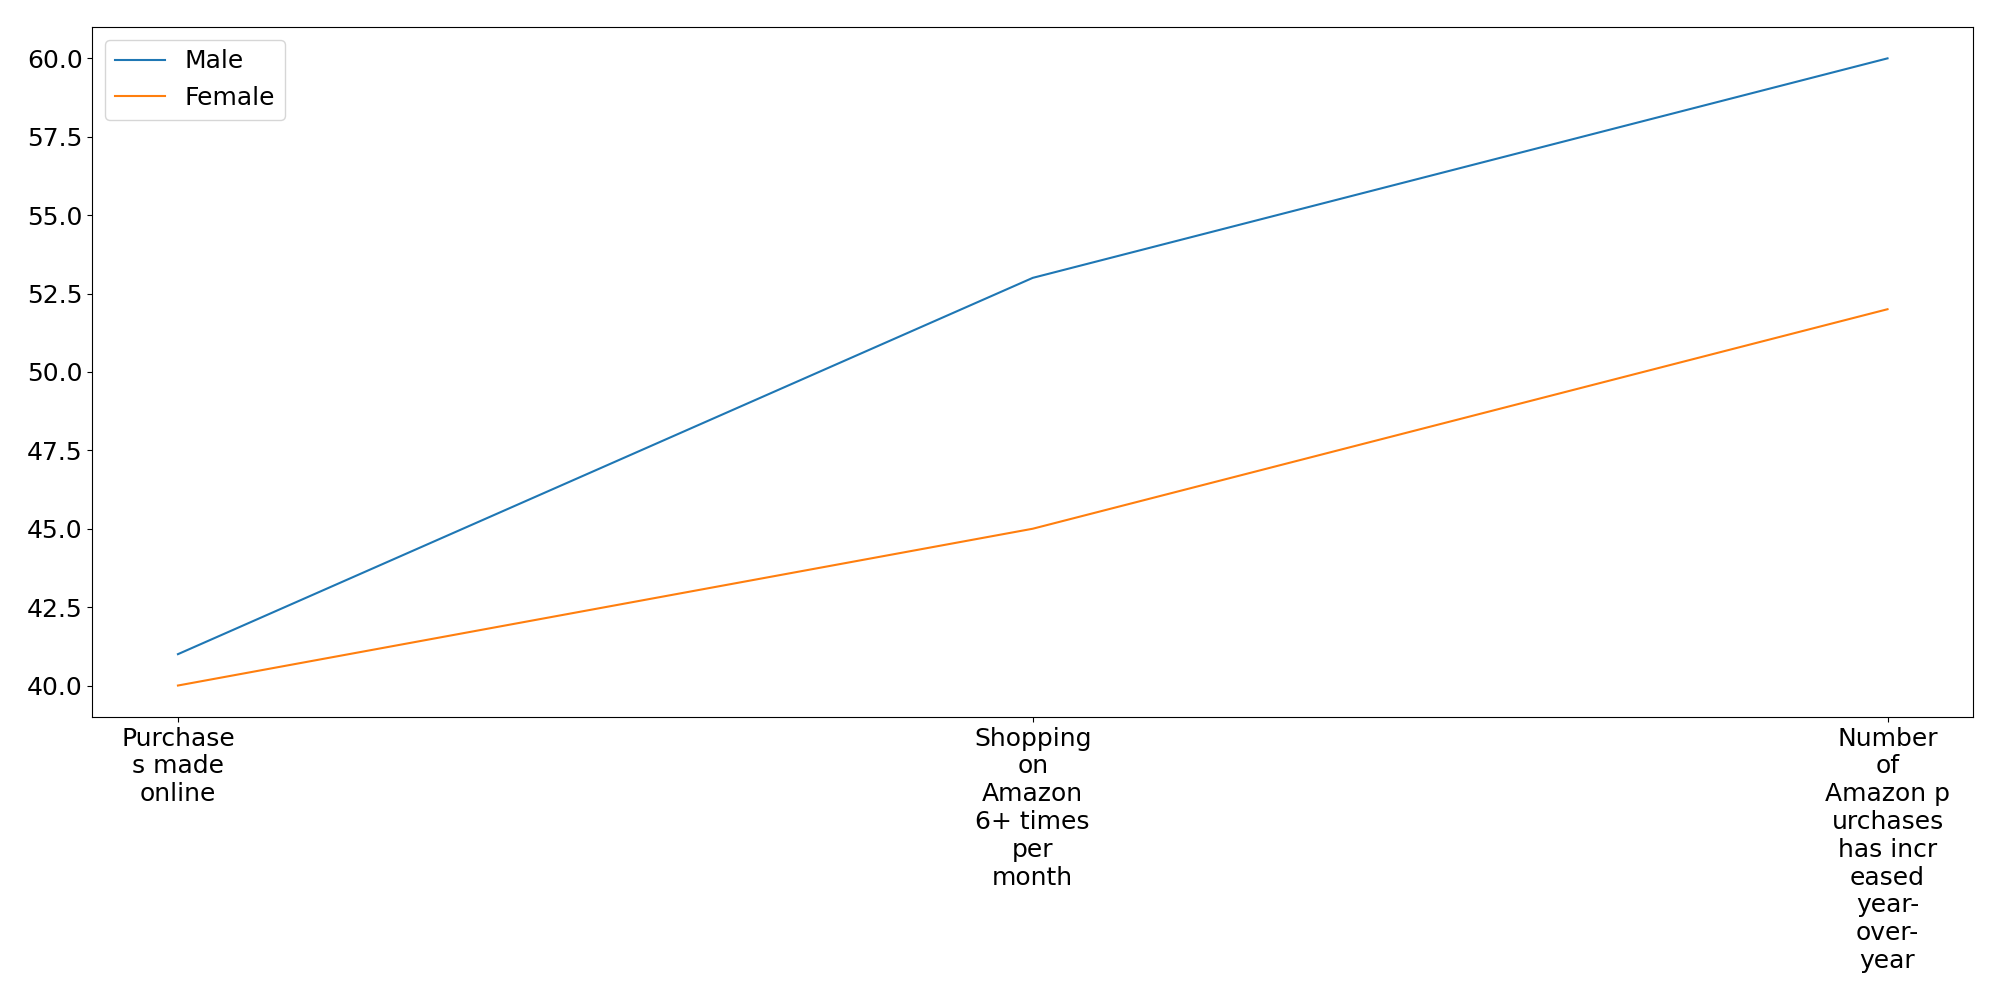 Male
Female
60.0
57.5
55.0
52.5
50.0
47.5
45.0
42.5
40.0
Purchase
s made
online
Shopping
on
Amazon
6+ times
per
month
Number
of
Amazon p
urchases
has incr
eased
year-
over-
year